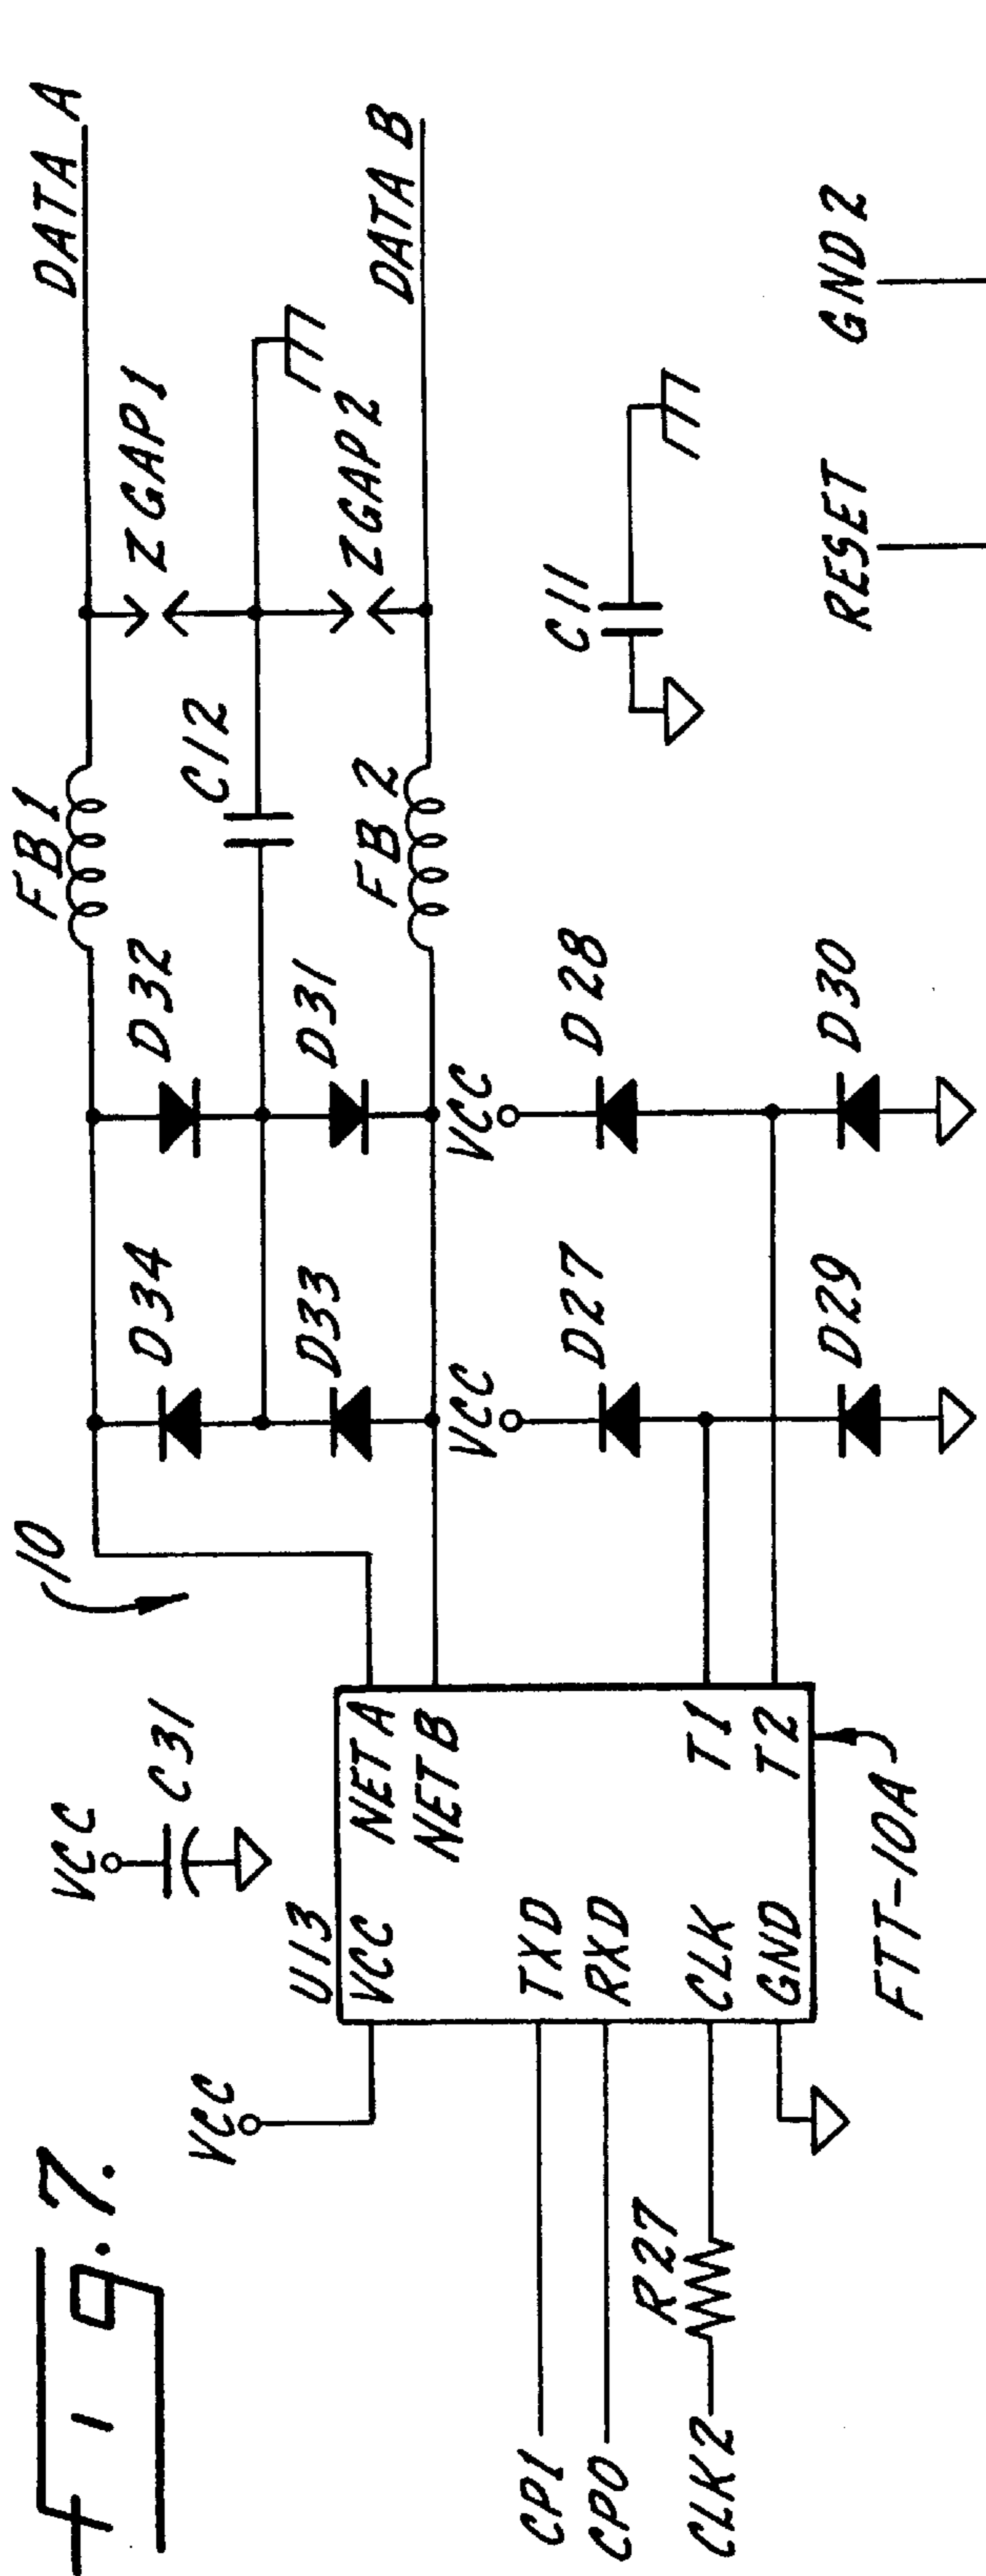 Fig. 7.
VCC
VCC
C31
10
U13
VCC
NET A
NET B
TXD
RXD
CLK
T1
GND
T2
FTT-10A
CP1
CP0
CLK2
R27
D34
D32
D33
D31
FB1
C12
FB 2
ZGAP1
ZGAP2
DATA A
DATA B
VCC
VCC
D27
D28
D29
D30
C11
RESET
GND2